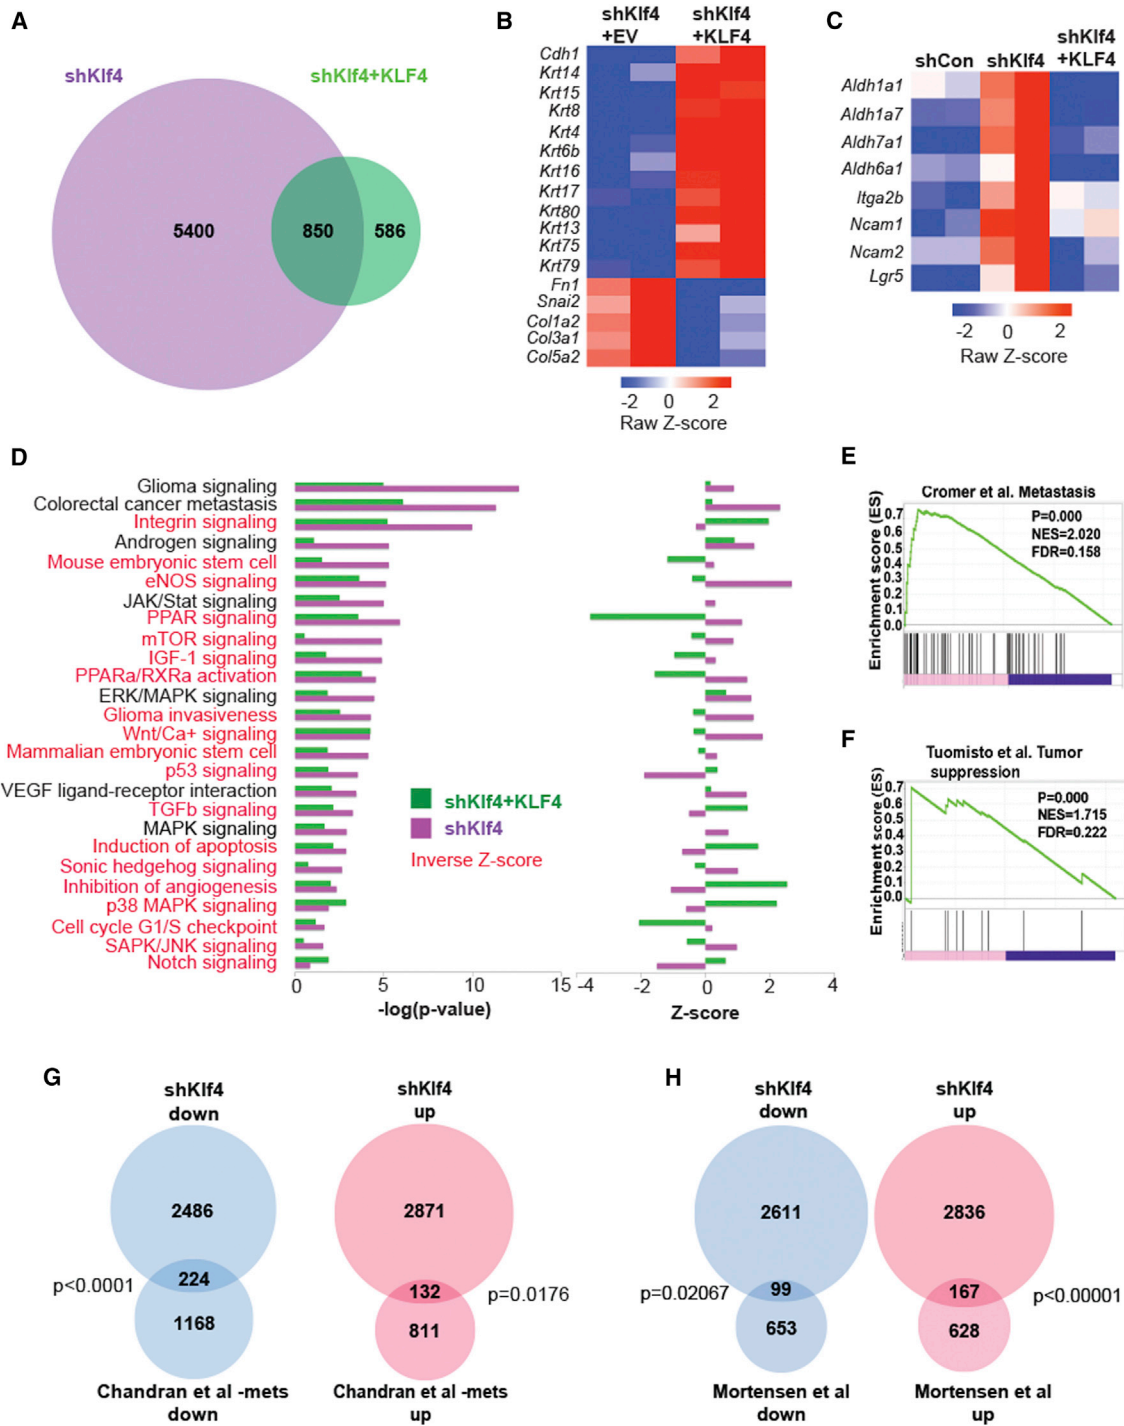 A
shKlf4
shKlf4+KLF4
5400
850
586
B
shKlf4
+EV
shKlf4
+KLF4
Cdh1
Krt14
Krt15
Krt8
Krt4
Krt6b
Krt16
Krt17
Krt80
Krt13
Krt75
Krt79
Fn1
Snai2
Col1a2
Col3a1
Col5a2
-2 0 2
Raw Z-score
C
shCon
shKlf4
shKlf4
+KLF4
Aldh1a1
Aldh1a7
Aldh7a1
Aldh6a1
Itga2b
Ncam1
Ncam2
Lgr5
-2 0 2
Raw Z-score
D
Glioma signaling
Colorectal cancer metastasis
Integrin signaling
Androgen signaling
Mouse embryonic stem cell
eNOS signaling
JAK/Stat signaling
PPAR signaling
mTOR signaling
IGF-1 signaling
PPARa/RXRa activation
ERK/MAPK signaling
Glioma invasiveness
Wnt/Ca+ signaling
Mammalian embryonic stem cell
p53 signaling
VEGF ligand-receptor interaction
TGFb signaling
MAPK signaling
Induction of apoptosis
Sonic hedgehog signaling
Inhibition of angiogenesis
p38 MAPK signaling
Cell cycle G1/S checkpoint
SAPK/JNK signaling
Notch signaling
shKlf4+KLF4
shKlf4
Inverse Z-score
0 5 10 15
-log(p-value)
-4 -2 0 2 4
Z-score
E
Cromer et al. Metastasis
P=0.000
NES=2.020
FDR=0.158
Enrichment score (ES)
0.7
0.6
0.5
0.4
0.3
0.2
0.1
0.0
F
Tuomisto et al. Tumor
suppression
P=0.000
NES=1.715
FDR=0.222
Enrichment score (ES)
0.7
0.6
0.5
0.4
0.3
0.2
0.1
0.0
G
shKlf4
down
2486
224
1168
p<0.0001
Chandran et al -mets
down
shKlf4
up
2871
132
811
p=0.0176
Chandran et al -mets
up
H
shKlf4
down
2611
99
653
p=0.02067
Mortensen et al
down
shKlf4
up
2836
167
628
p<0.00001
Mortensen et al
up